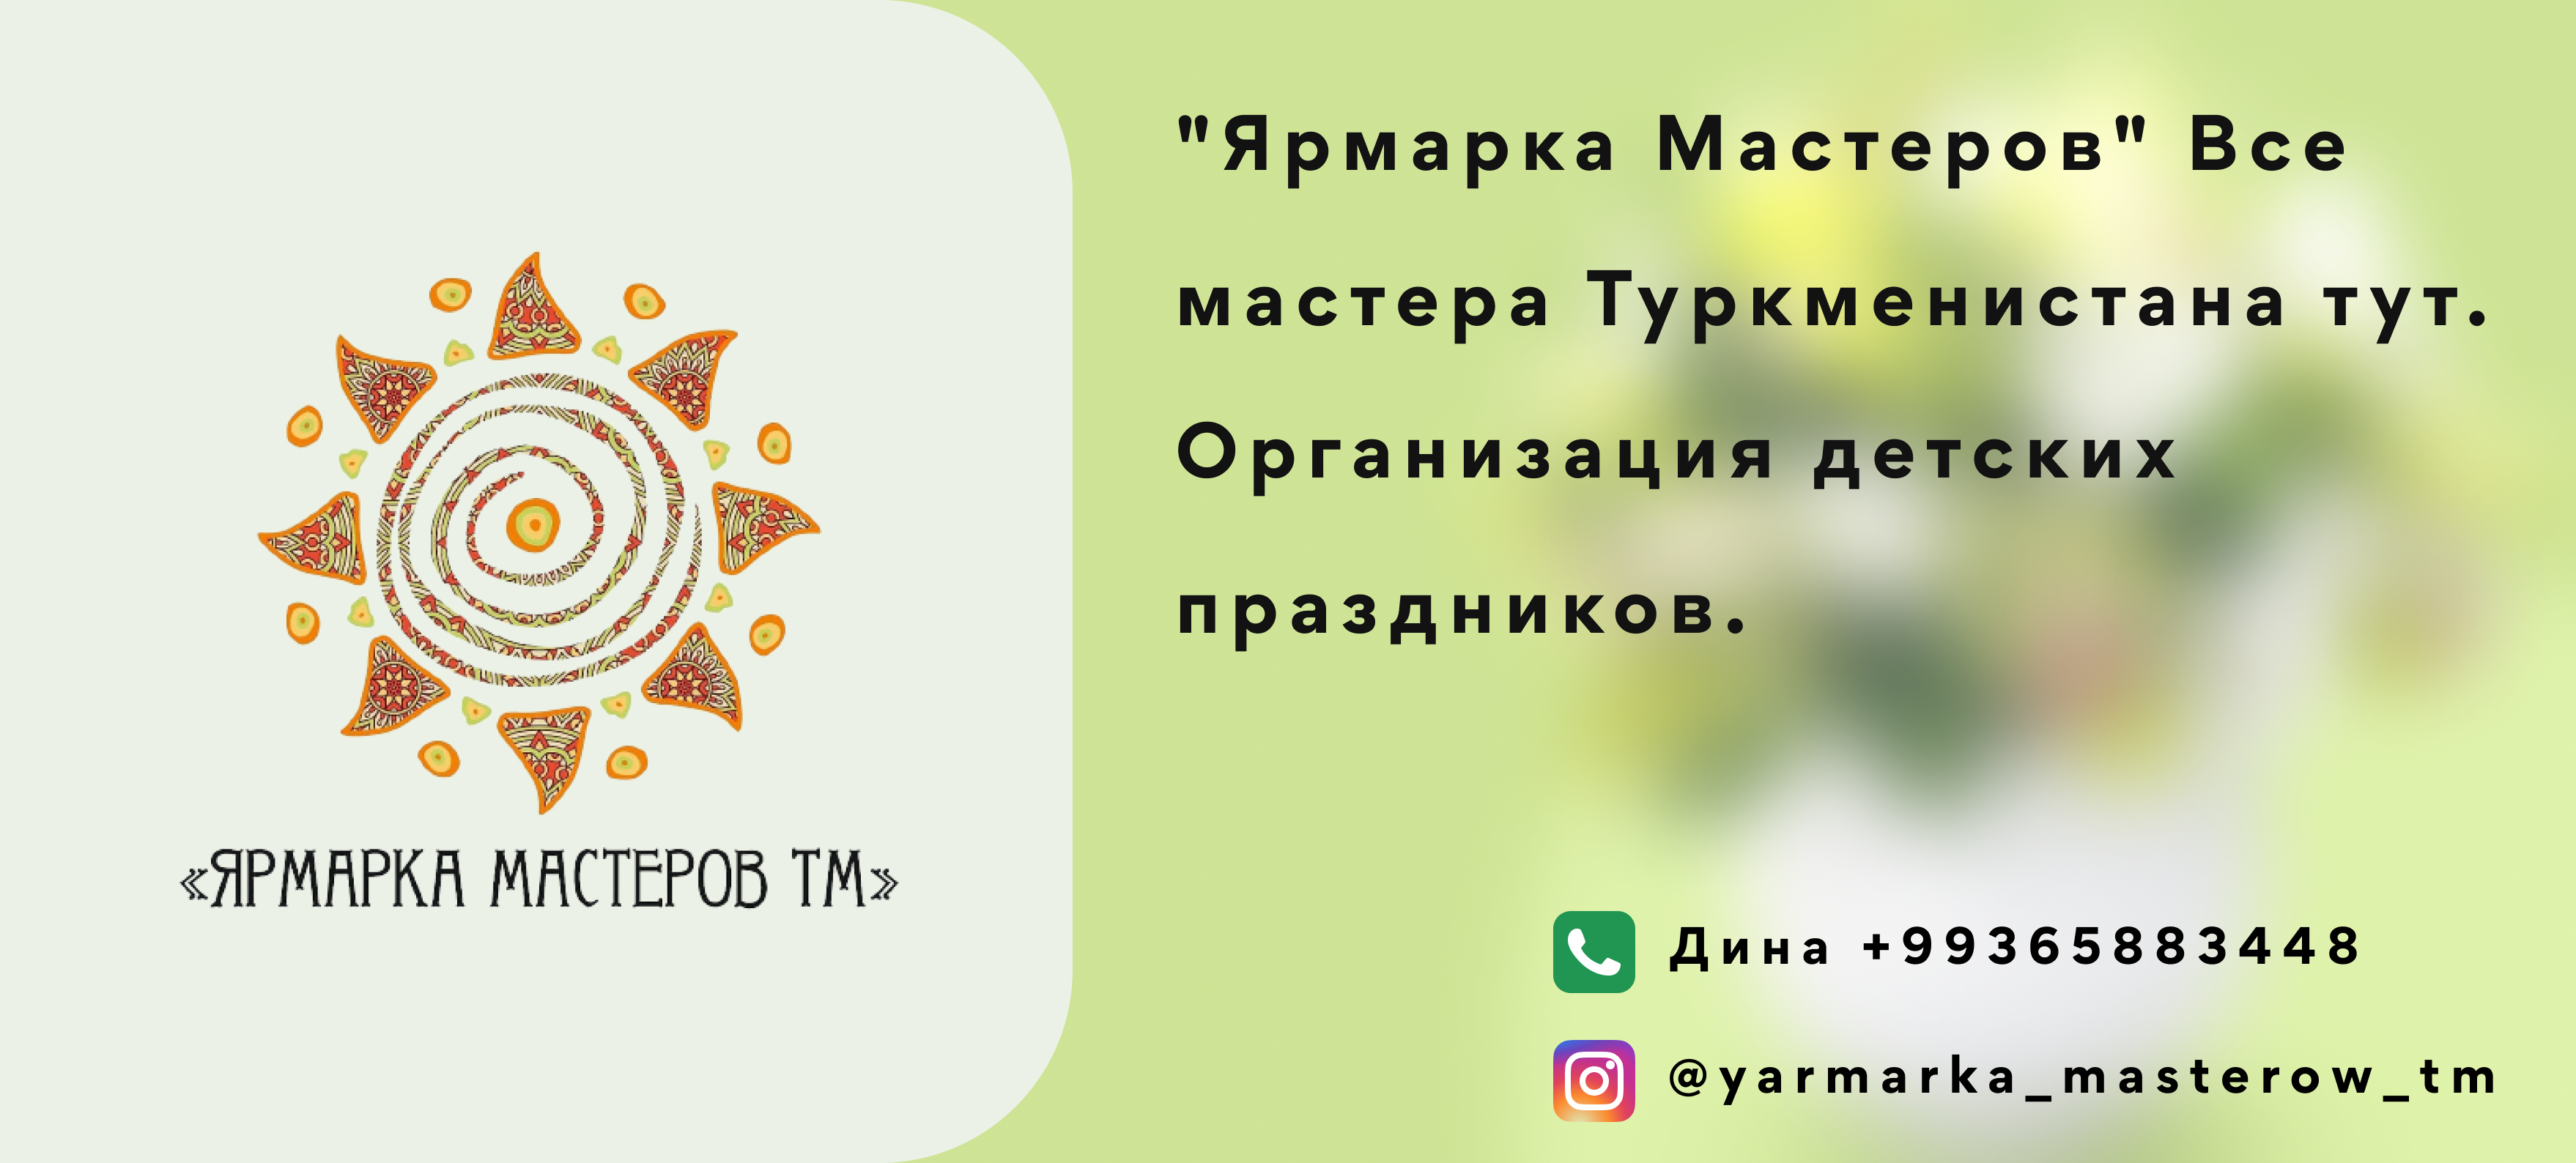 «ЯРМАРКА МАСТЕРОВ ТМ»
"Ярмарка Мастеров" Все
мастера Туркменистана тут.
Организация детских
праздников.
Дина +99365883448
@yarmarka_masterow_tm